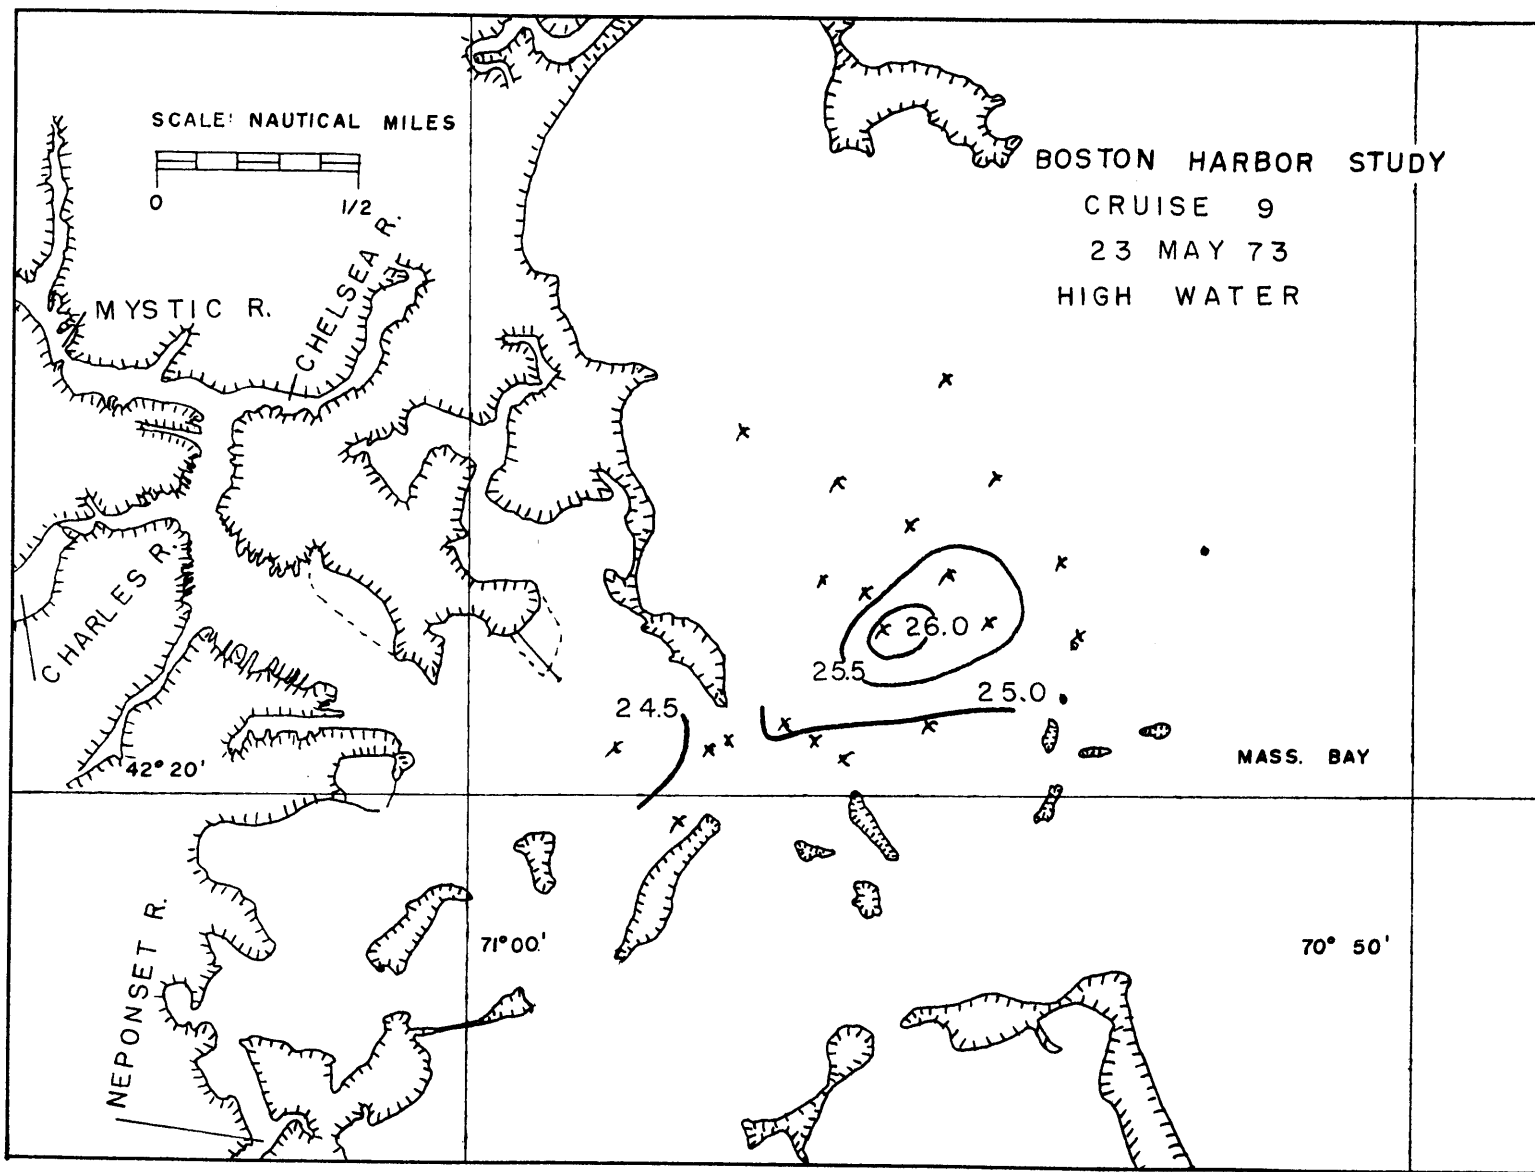 SCALE: NAUTICAL MILES
0 1/2
BOSTON HARBOR STUDY
CRUISE 9
23 MAY 73
HIGH WATER
MYSTIC R.
CHELSEA R.
CHARLES R.
26.0
25.5
25.0
24.5
42° 20'
MASS. BAY
71° 00.'
70° 50'
NEPONSET R.